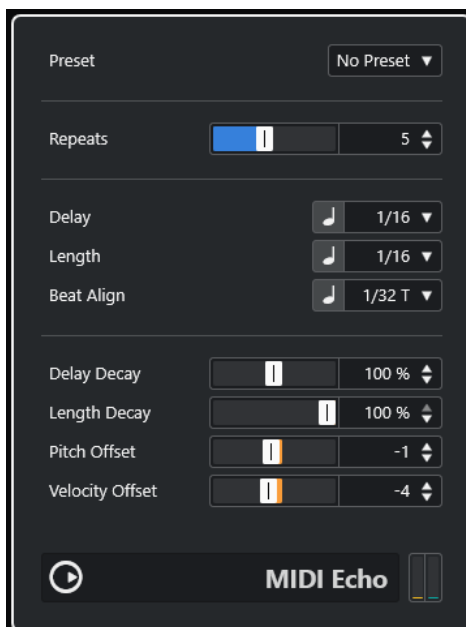 Preset No Preset
Repeats 5
Delay 1/16
Length 1/16
Beat Align 1/32 T
Delay Decay 100 %
Length Decay 100 %
Pitch Offset -1
Velocity Offset -4
MIDI Echo